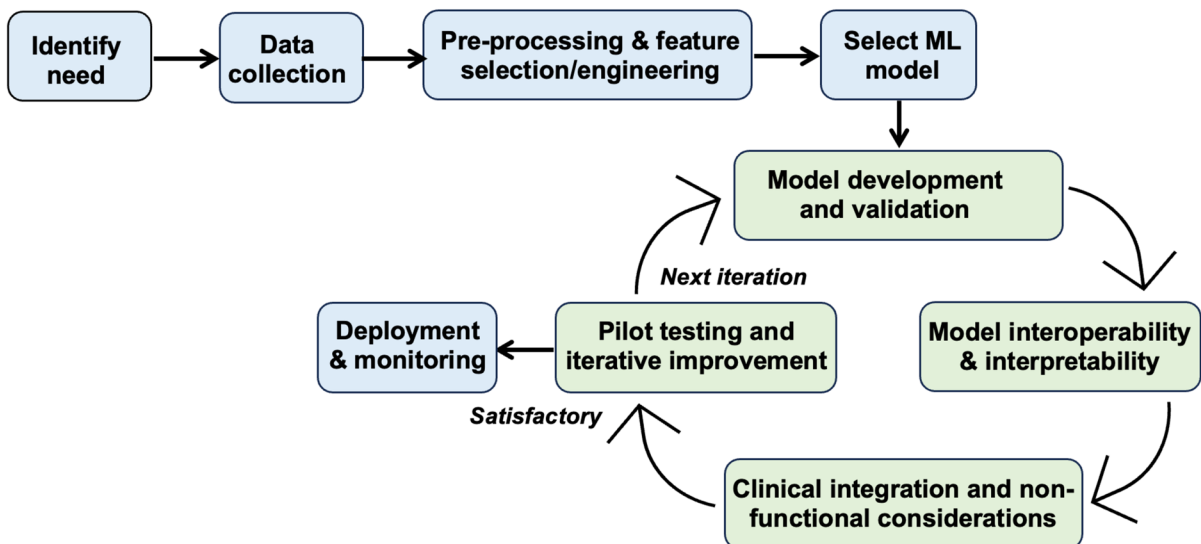 Identify
need
Data
collection
Pre-processing & feature
selection/engineering
Select ML
model
Model development
and validation
Model interoperability
& interpretability
Clinical integration and non-
functional considerations
Pilot testing and
iterative improvement
Next iteration
Satisfactory
Deployment
& monitoring